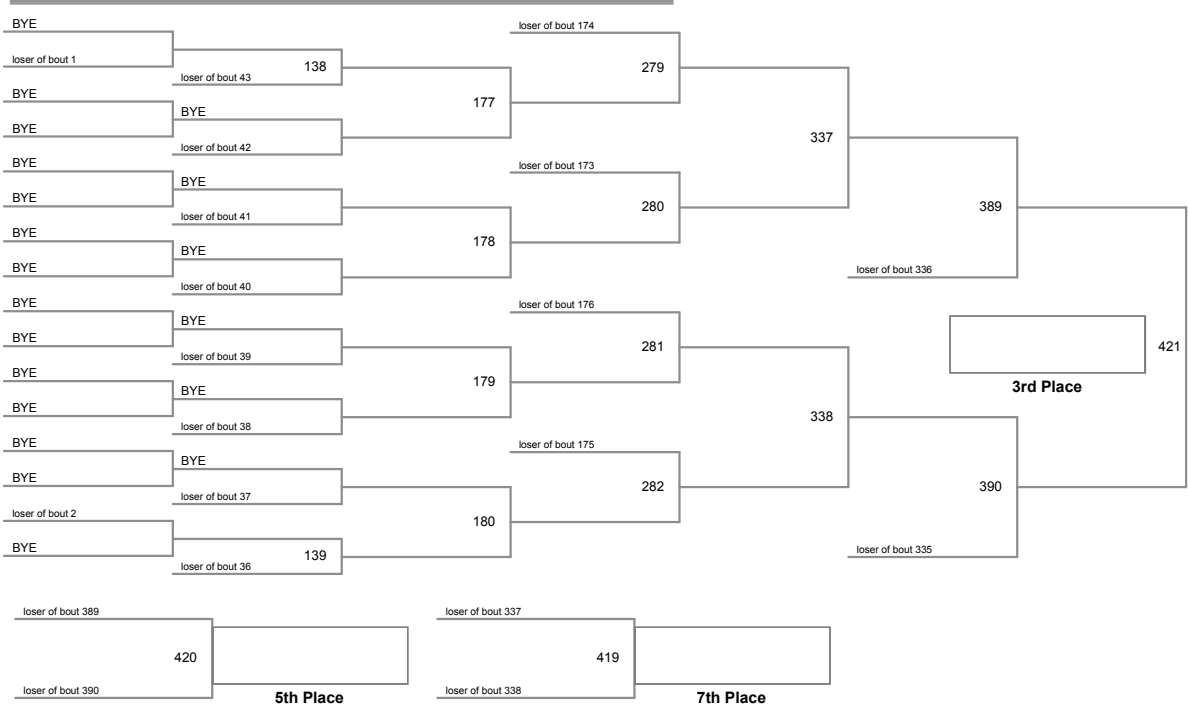 BYE
loser of bout 174
loser of bout 1
138
279
loser of bout 43
BYE
177
BYE
BYE
337
loser of bout 42
BYE
loser of bout 173
BYE
BYE
280
389
loser of bout 41
BYE
178
BYE
BYE
loser of bout 336
loser of bout 40
BYE
loser of bout 176
BYE
BYE
281
421
loser of bout 39
BYE
179
3rd Place
BYE
BYE
338
loser of bout 38
BYE
loser of bout 175
BYE
BYE
282
390
loser of bout 37
loser of bout 2
180
BYE
139
loser of bout 335
loser of bout 36
loser of bout 389
loser of bout 337
420
419
loser of bout 390
loser of bout 338
5th Place
7th Place